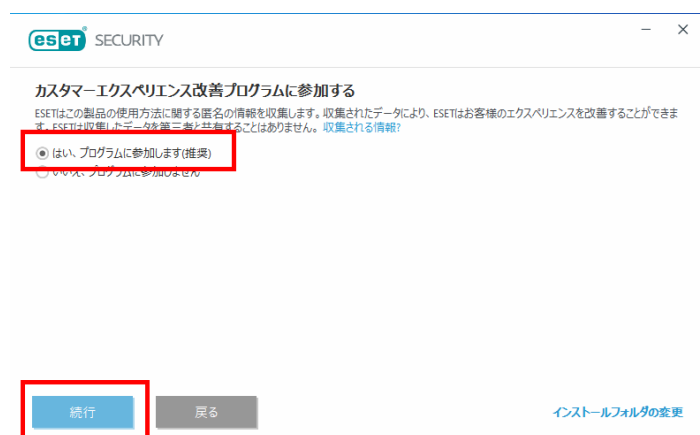 eseT SECURITY
カスタマーエクスペリエンス改善プログラムに参加する
ESETはこの製品の使用方法に関する匿名の情報を収集します。収集されたデータにより、ESETはお客様のエクスペリエンスを改善することができま
す。ESETは収集したデータを第三者と共有することはありません。 収集される情報?
はい、プログラムに参加します(推奨)
いいえ、プログラムに参加しません
続行
戻る
インストールフォルダの変更